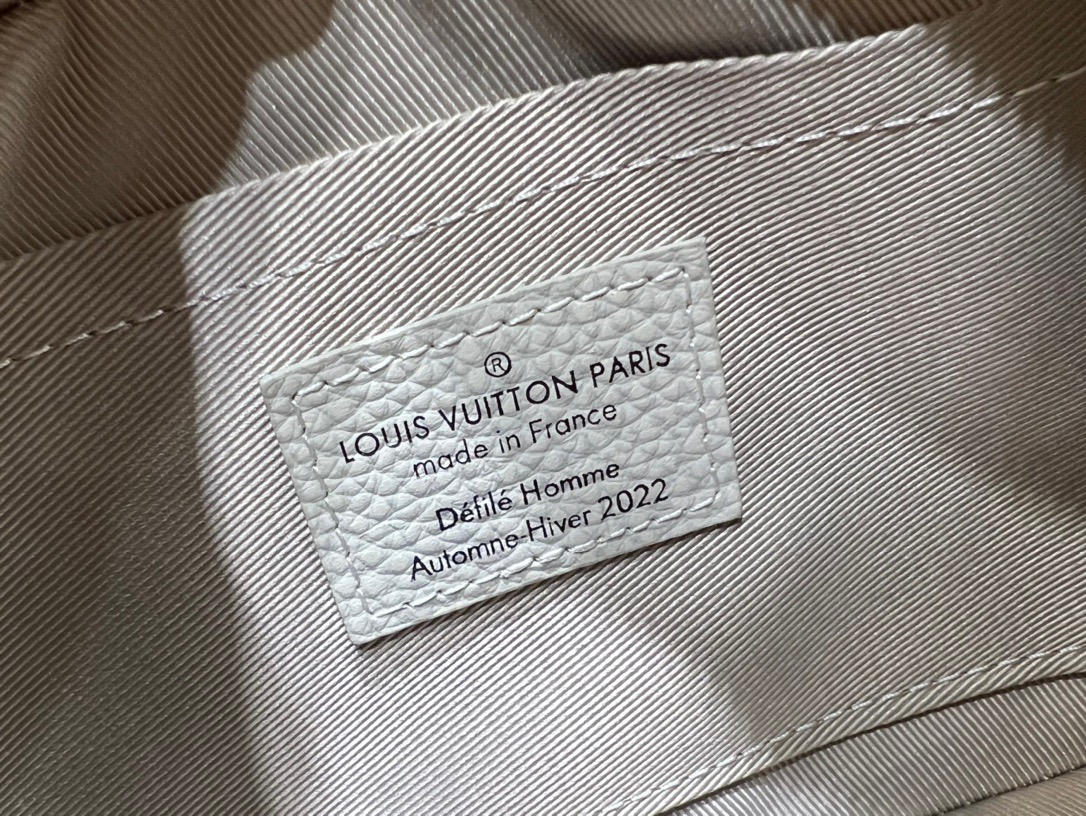 ®
LOUIS VUITTON PARIS
made in France
Défilé Homme
Automne-Hiver 2022